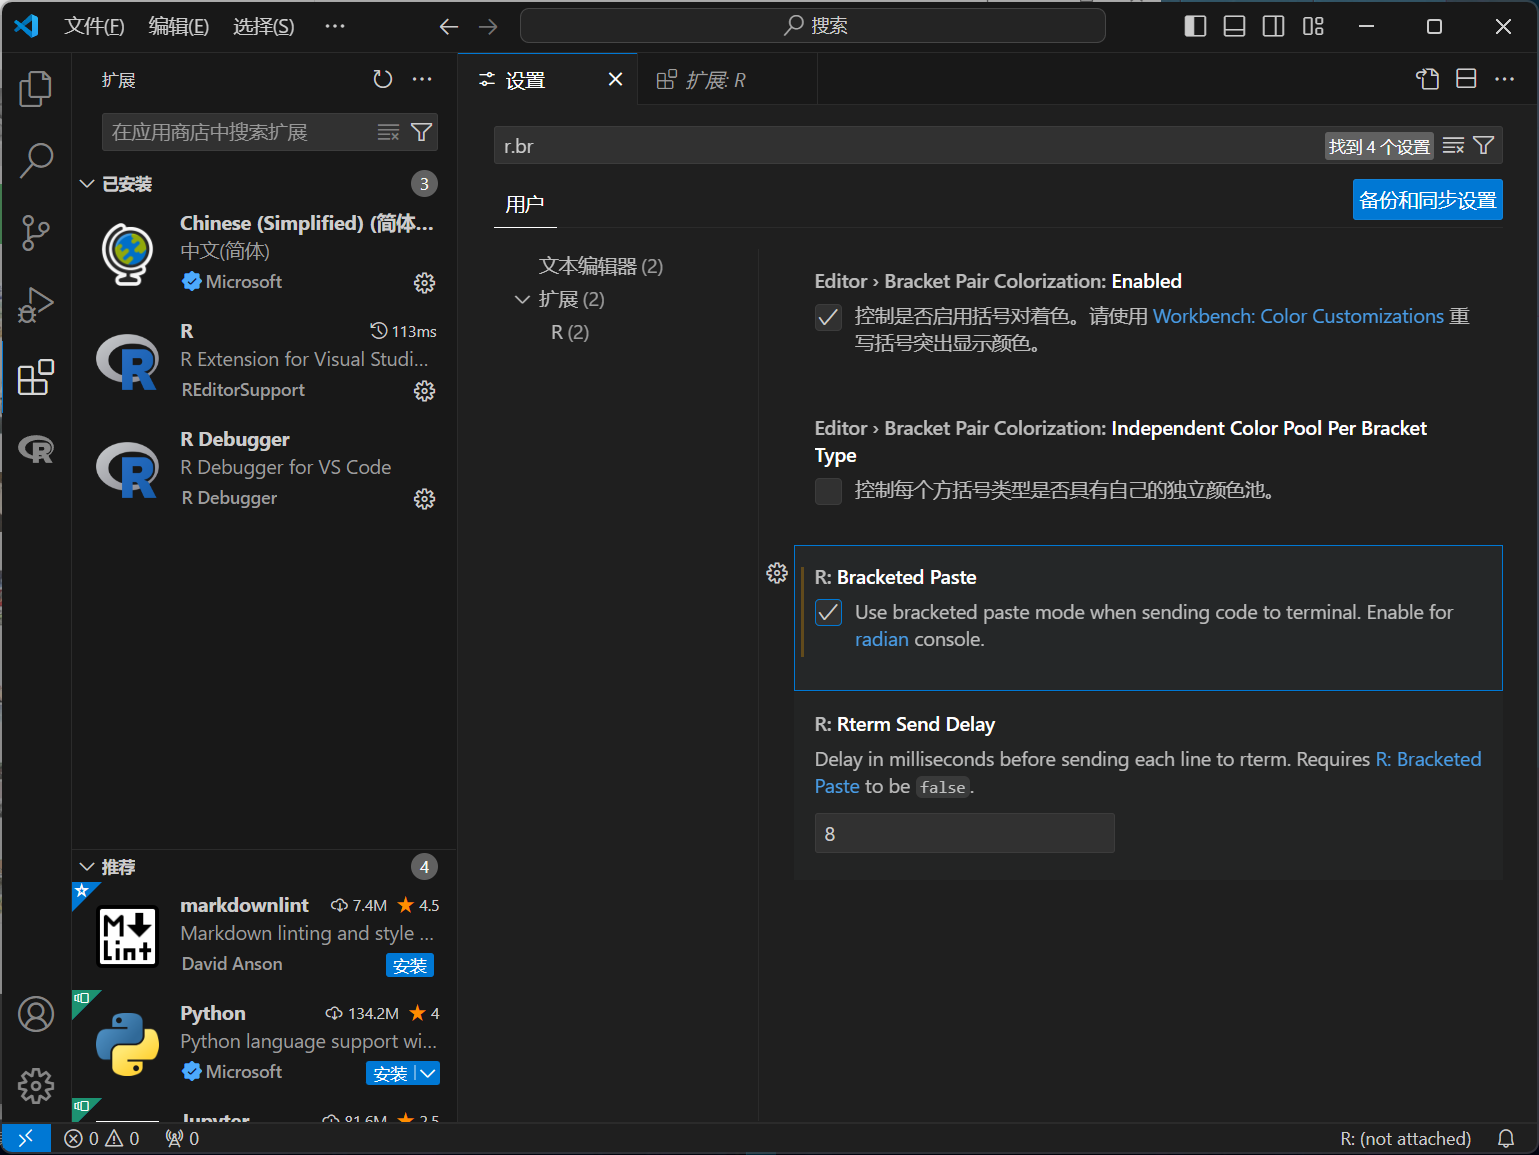 文件(F) 编辑(E) 选择(S) ··· 搜索
扩展
在应用商店中搜索扩展
已安装 3
Chinese (Simplified) (简体...
中文(简体)
Microsoft
R 113ms
R Extension for Visual Studi...
REditorSupport
R Debugger
R Debugger for VS Code
R Debugger
推荐 4
markdownlint 7.4M 4.5
Markdown linting and style ...
David Anson 安装
Python 134.2M 4
Python language support wi...
Microsoft 安装
Jupyter 81.6M 2.5
设置 扩展: R
r.br 找到 4 个设置
用户 备份和同步设置
文本编辑器 (2)
扩展 (2)
R (2)
Editor › Bracket Pair Colorization: Enabled
控制是否启用括号对着色。请使用 Workbench: Color Customizations 重
写括号突出显示颜色。
Editor › Bracket Pair Colorization: Independent Color Pool Per Bracket
Type
控制每个方括号类型是否具有自己的独立颜色池。
R: Bracketed Paste
Use bracketed paste mode when sending code to terminal. Enable for
radian console.
R: Rterm Send Delay
Delay in milliseconds before sending each line to rterm. Requires R: Bracketed
Paste to be false.
8
0 0 0 R: (not attached)